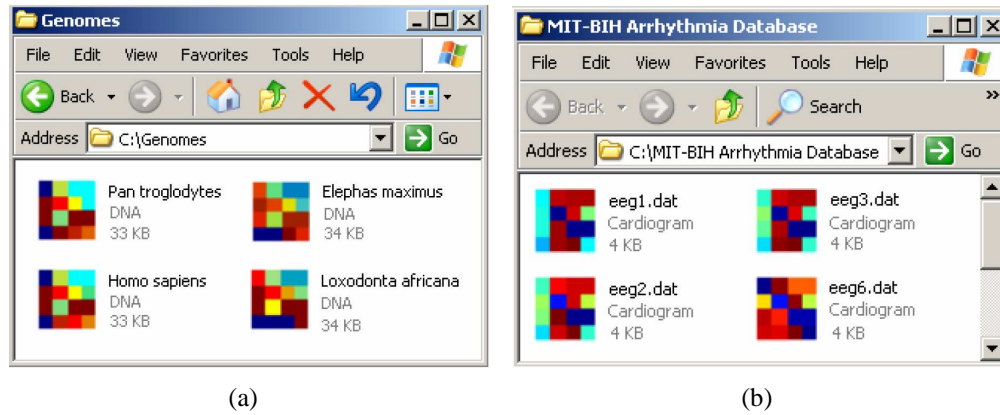 Genomes
File Edit View Favorites Tools Help
Back
Address C:\Genomes Go
Pan troglodytes
DNA
33 KB
Elephas maximus
DNA
34 KB
Homo sapiens
DNA
33 KB
Loxodonta africana
DNA
34 KB
(a)
MIT-BIH Arrhythmia Database
File Edit View Favorites Tools Help
Back Search »
Address C:\MIT-BIH Arrhythmia Database Go
eeg1.dat
Cardiogram
4 KB
eeg3.dat
Cardiogram
4 KB
eeg2.dat
Cardiogram
4 KB
eeg6.dat
Cardiogram
4 KB
(b)